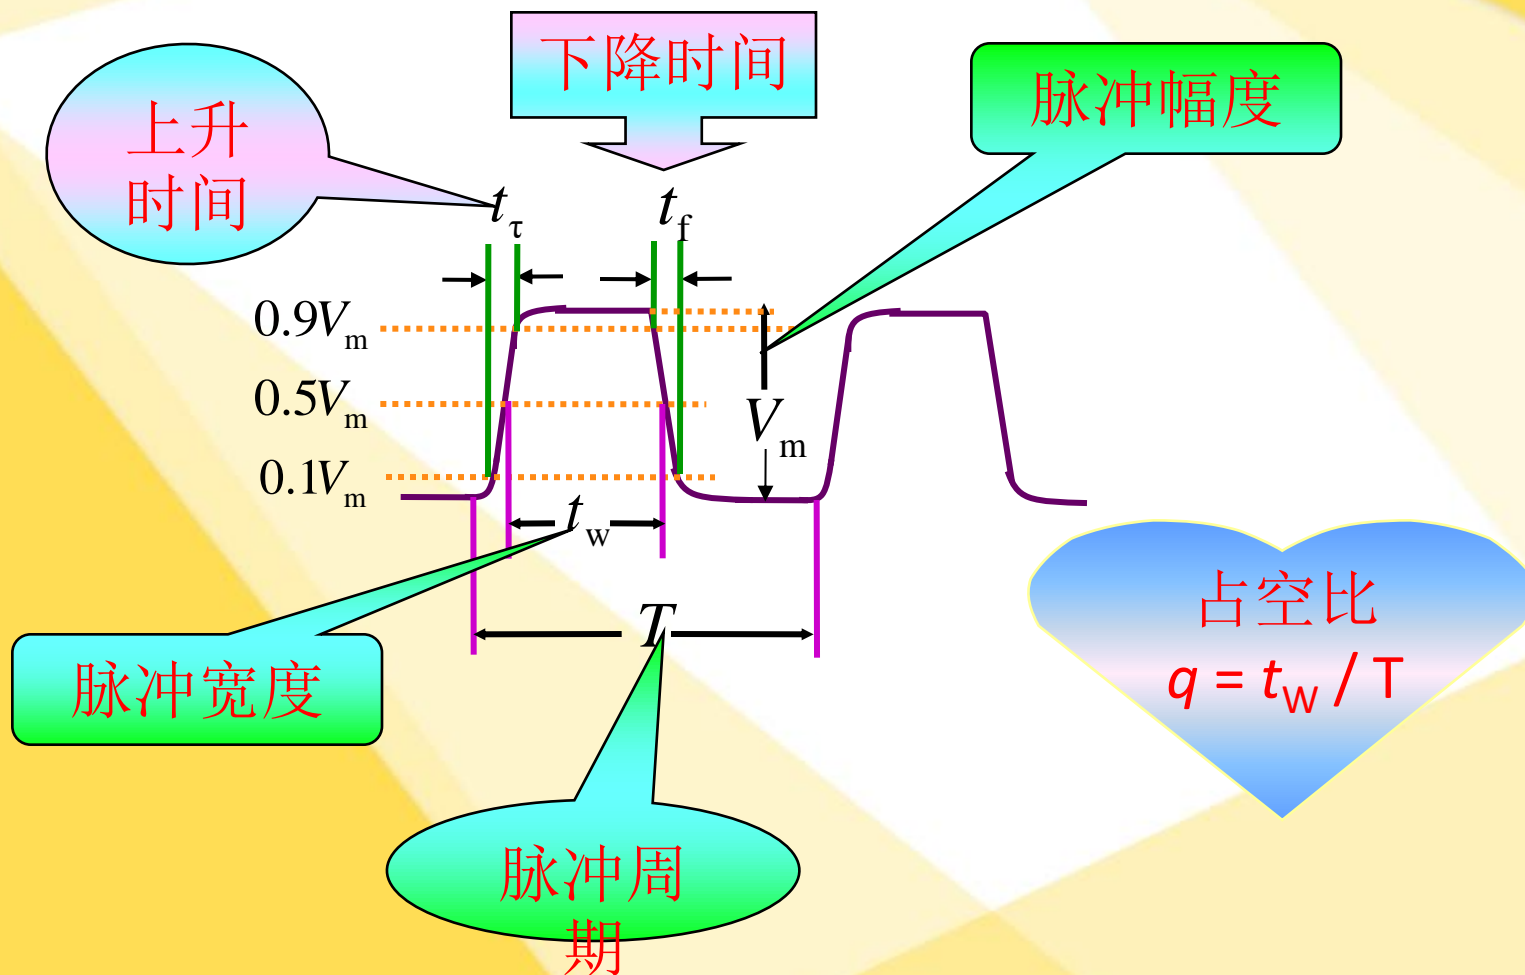 下降时间
脉冲幅度
上升
时间
tτ
tf
0.9Vm
0.5Vm
Vm
0.1Vm
tw
占空比
q = tW / T
T
脉冲宽度
脉冲周
期